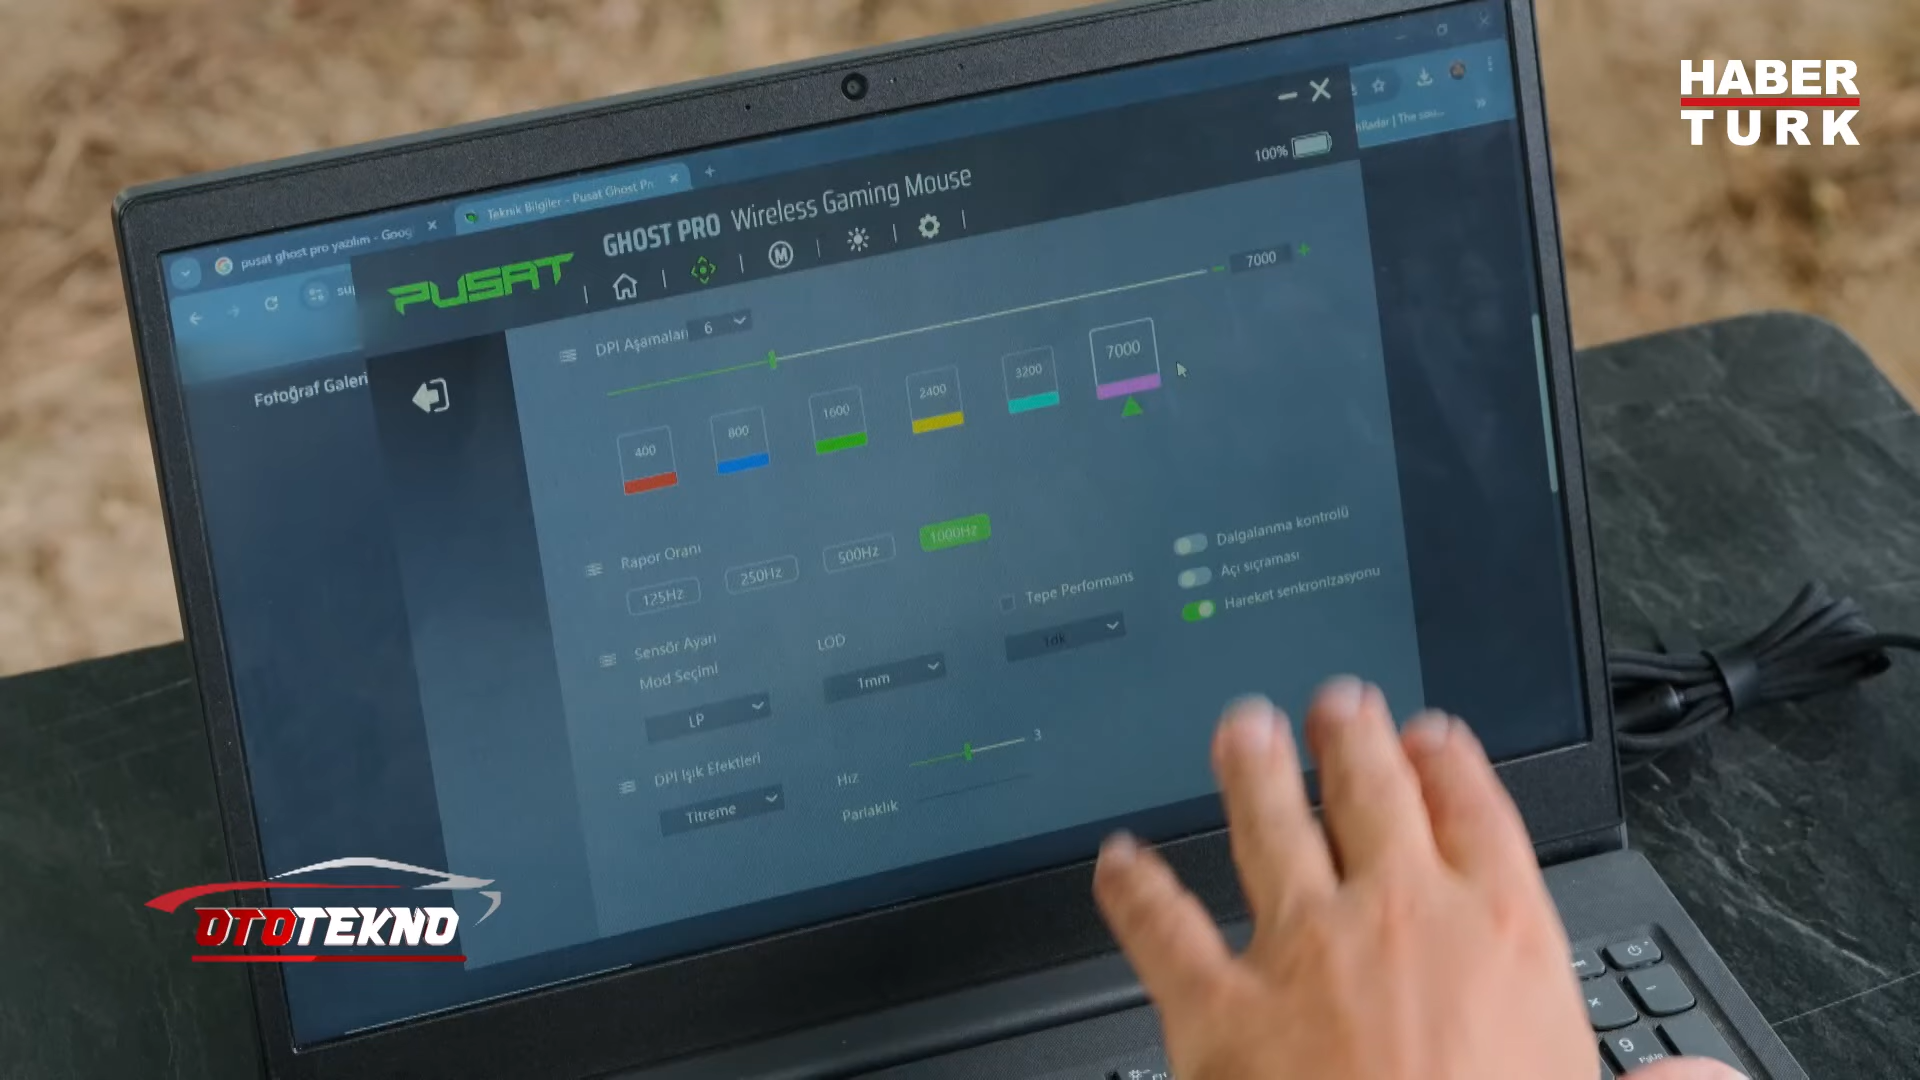 HABER
TURK
pusat ghost pro yazılım - Goog
Teknik Bilgiler - Pusat Ghost Pr
PUSAT
GHOST PRO Wireless Gaming Mouse
100%
Fotoğraf Galeri
DPI Aşamaları 6
7000
400
800
1600
2400
3200
7000
Rapor Oranı
125Hz
250Hz
500Hz
1000Hz
Dalgalanma kontrolü
Açı sıçraması
Hareket senkronizasyonu
Sensör Ayarı
Mod Seçimi
LP
LOD
1mm
Tepe Performans
1dk
DPI Işık Efektleri
Titreme
Hız
3
Parlaklık
OTOTEKNO
9